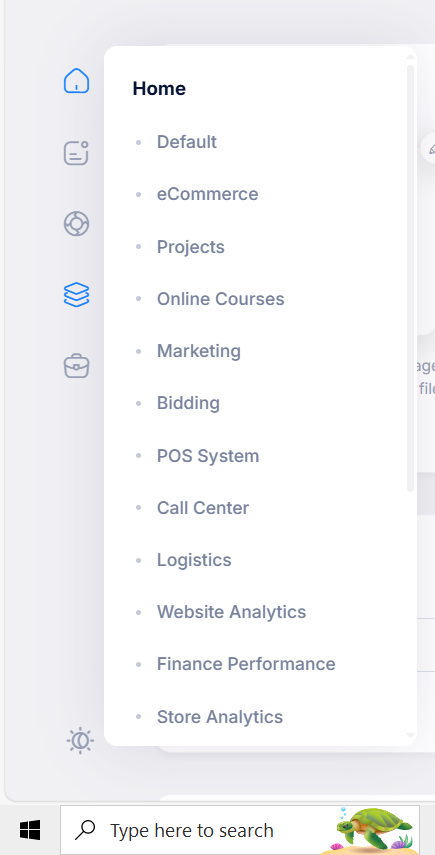 Home
Default
eCommerce
Projects
Online Courses
Marketing
Bidding
POS System
Call Center
Logistics
Website Analytics
Finance Performance
Store Analytics
Type here to search